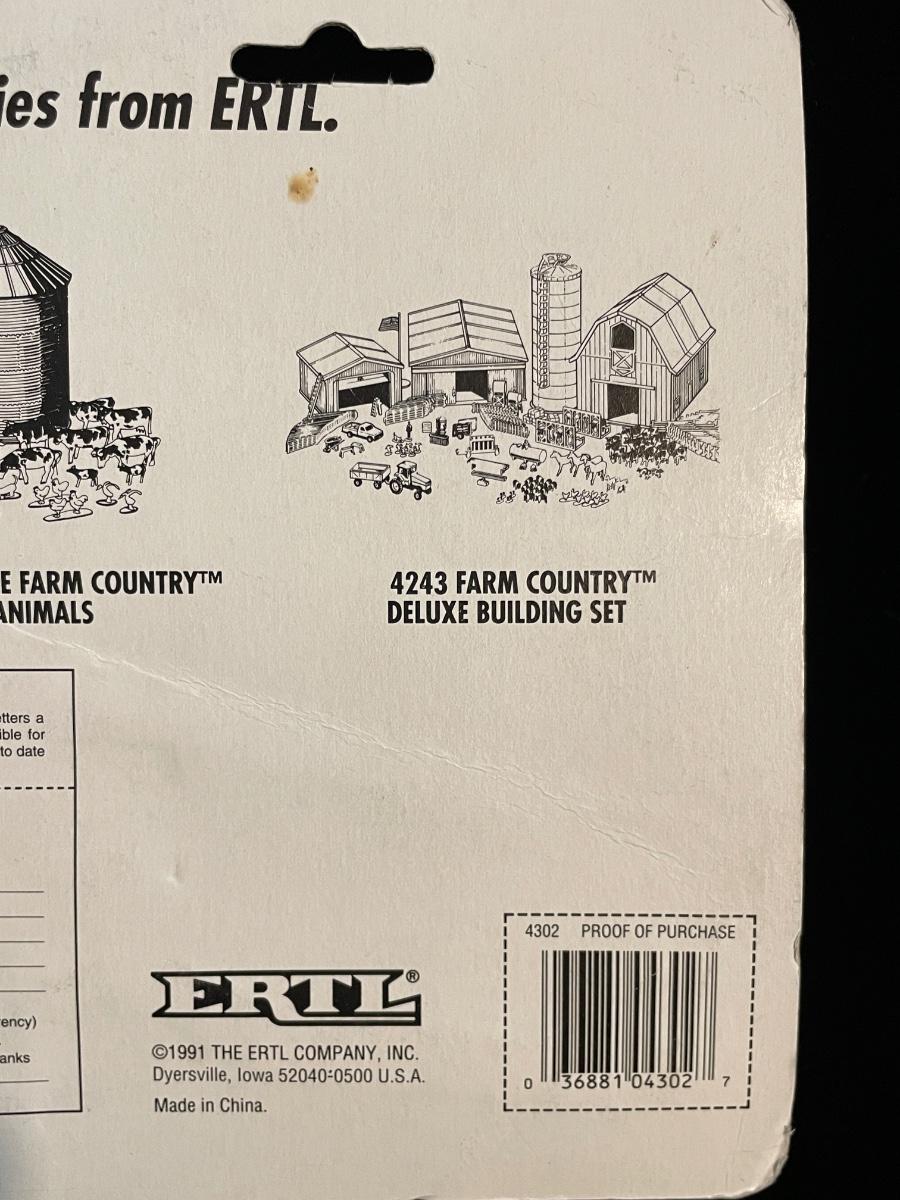 ies from ERTL.
E FARM COUNTRY™
ANIMALS
4243 FARM COUNTRY™
DELUXE BUILDING SET
etters a
ible for
to date
ency)
anks
4302 PROOF OF PURCHASE
0 36881 04302 7
ERTL®
©1991 THE ERTL COMPANY, INC.
Dyersville, Iowa 52040-0500 U.S.A.
Made in China.